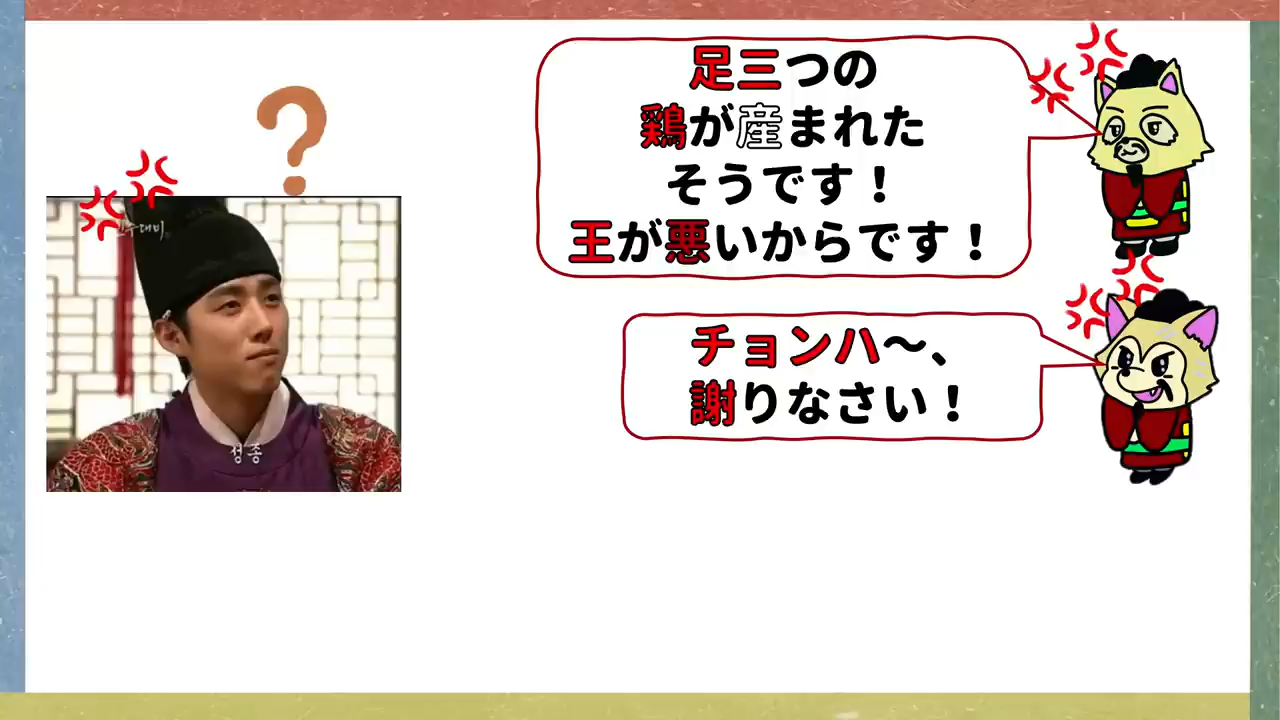 足三つの
鶏が産まれた
そうです！
王が悪いからです！
チョンハ～、
謝りなさい！
성종